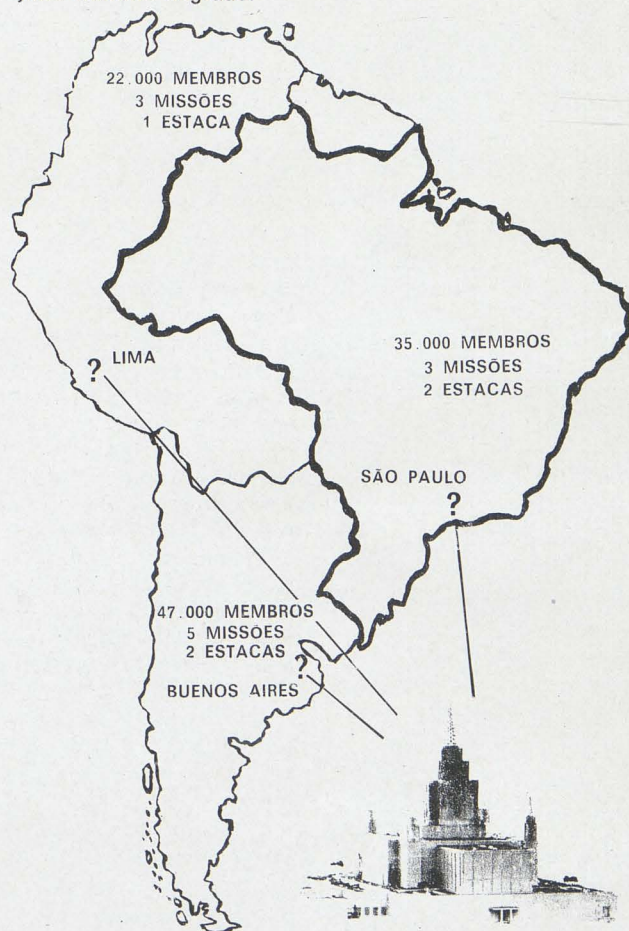 22.000 MEMBROS
3 MISSÕES
1 ESTACA
? LIMA
35.000 MEMBROS
3 MISSÕES
2 ESTACAS
SÃO PAULO
?
47.000 MEMBROS
5 MISSÕES
2 ESTACAS
?
BUENOS AIRES